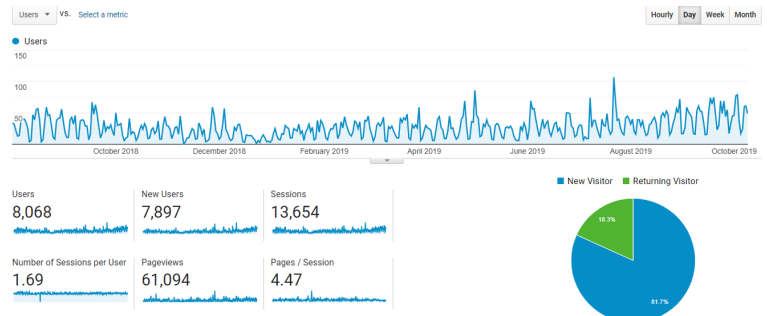 Users VS. Select a metric
Hourly Day Week Month
Users
150
100
50
October 2018 December 2018 February 2019 April 2019 June 2019 August 2019 October 2019
New Visitor Returning Visitor
Users New Users Sessions
8,068 7,897 13,654
18.3%
Number of Sessions per User Pageviews Pages / Session
1.69 61,094 4.47
81.7%